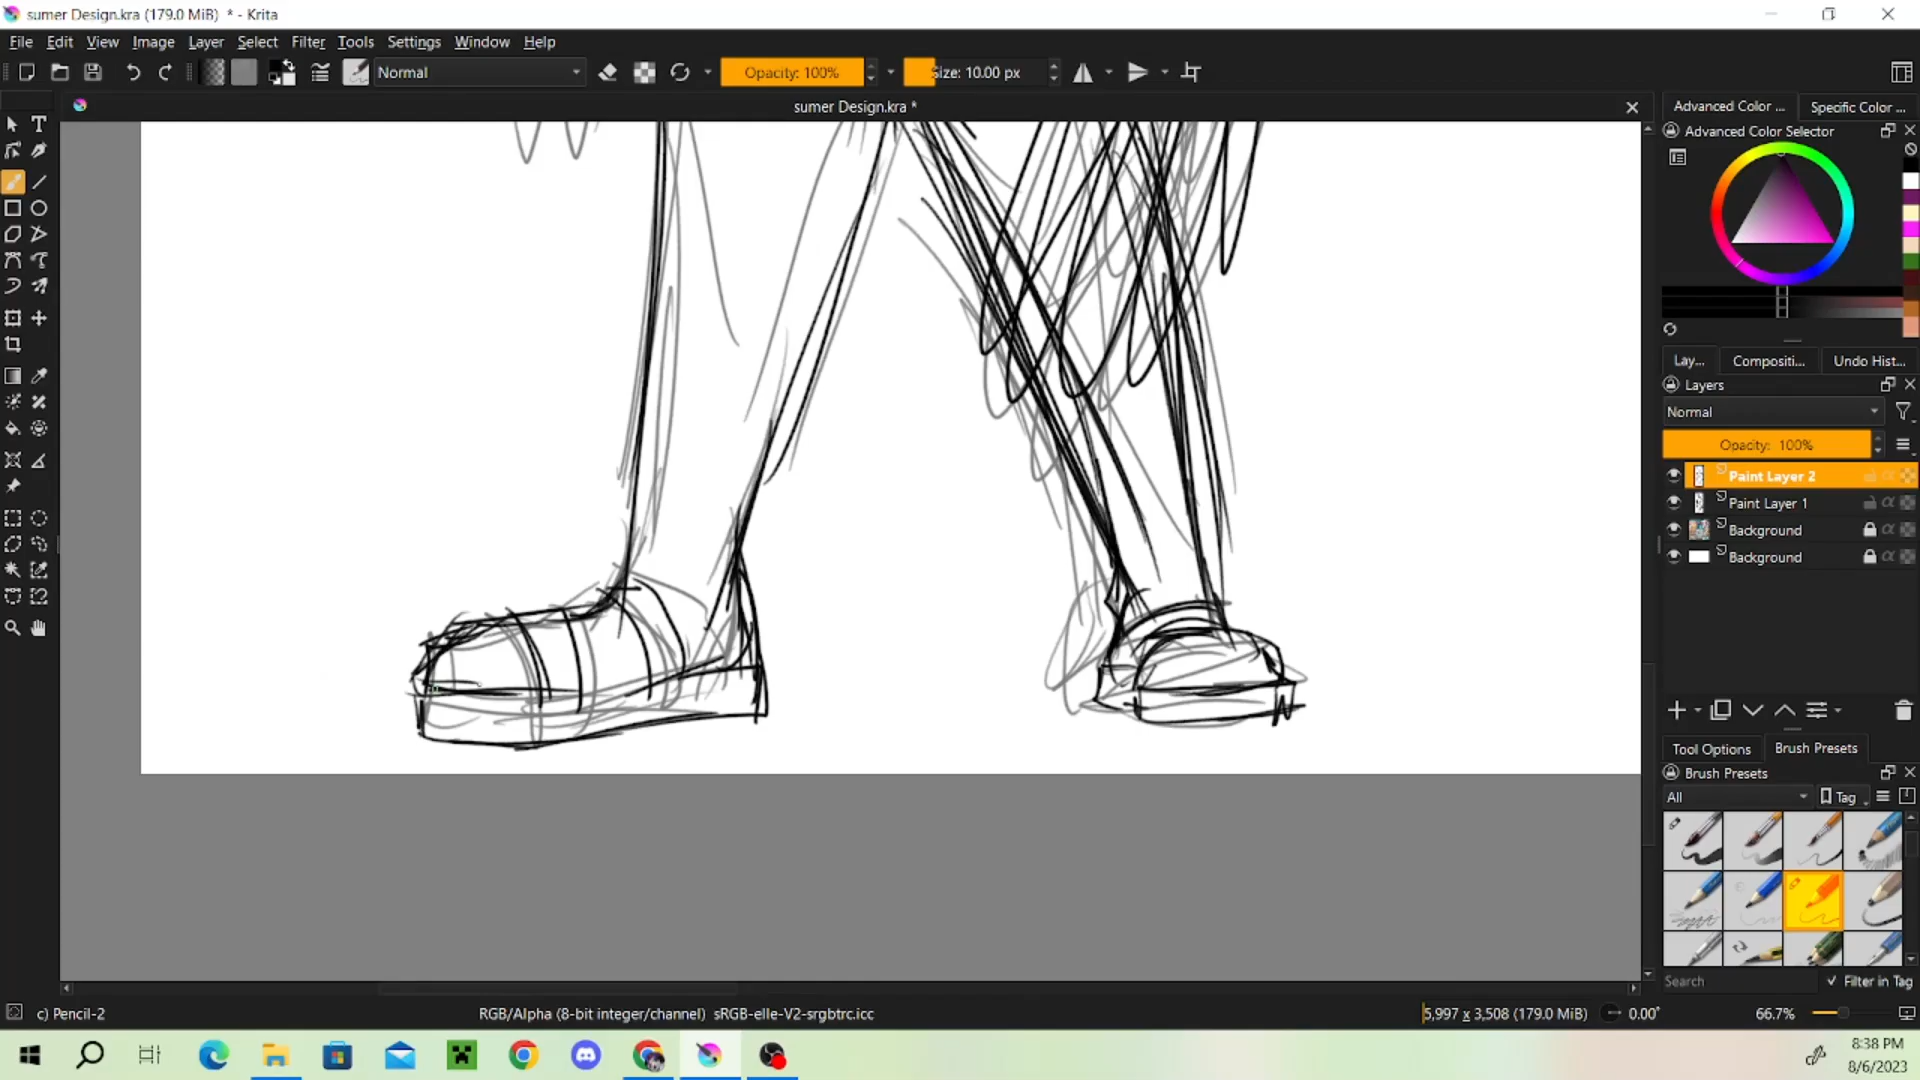 sumer Design.kra (179.0 MiB)  * - Krita
File Edit View Image Layer Select Filter Tools Settings Window Help
Normal Opacity: 100% Size: 10.00 px
sumer Design.kra *
Advanced Color ... Specific Color ...
Advanced Color Selector
Lay... Compositi... Undo Hist...
Layers
Normal
Opacity: 100%
Paint Layer 2
Paint Layer 1
Background
Background
Tool Options Brush Presets
Brush Presets
All Tag
Search Filter in Tag
c) Pencil-2 RGB/Alpha (8-bit integer/channel) sRGB-elle-V2-srgbtrc.icc 5,997 x 3,508 (179.0 MiB) 0.00° 66.7%
8:38 PM
8/6/2023